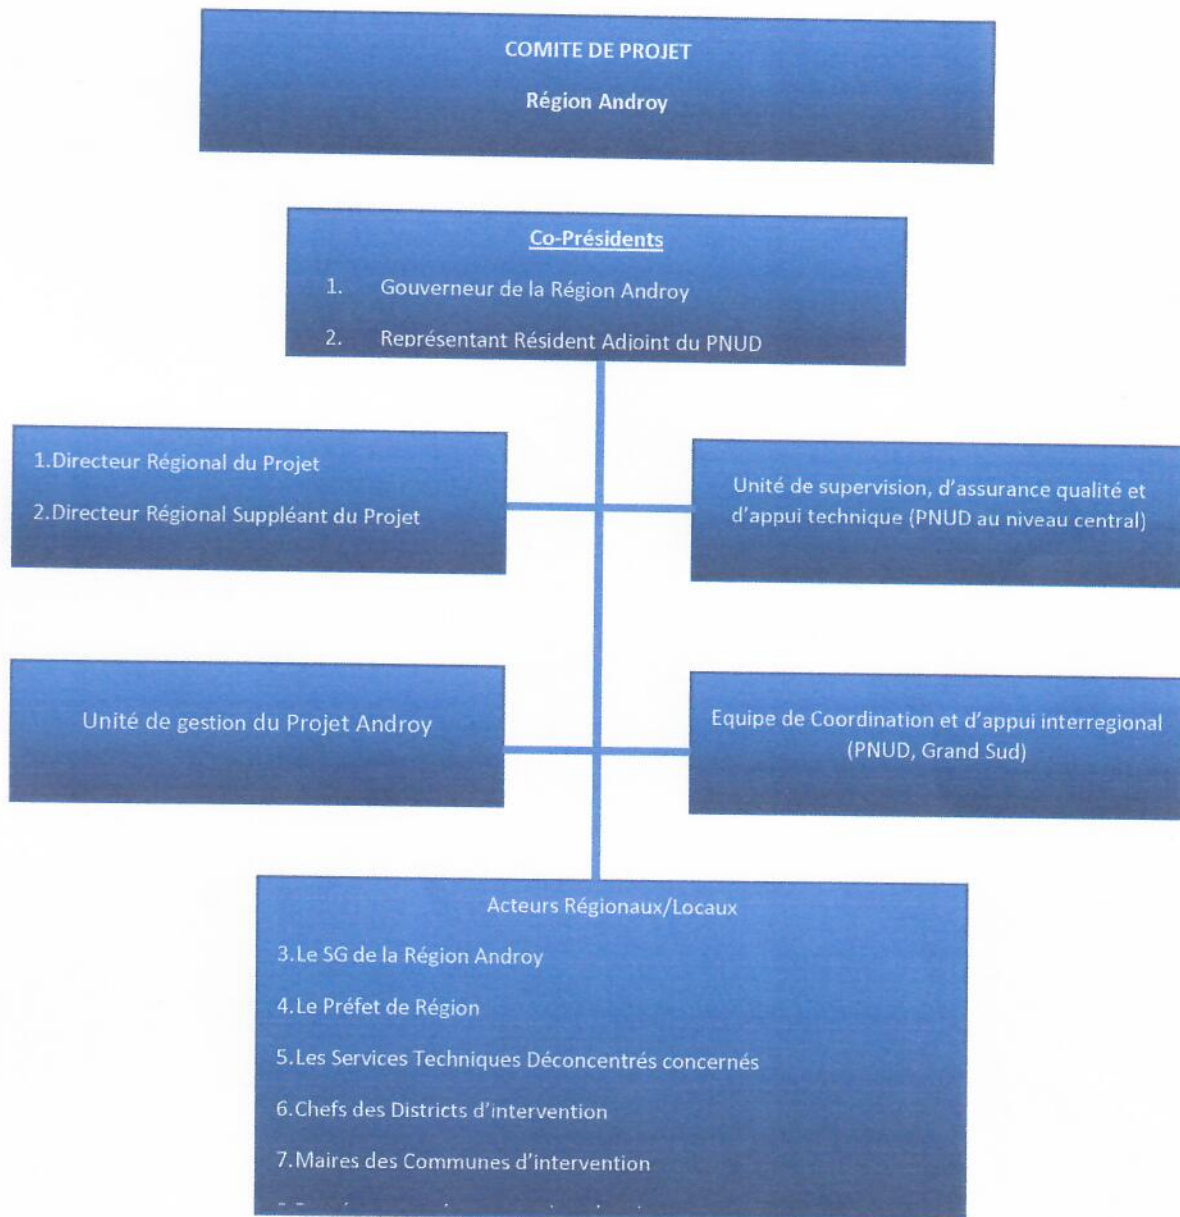 COMITE DE PROJET
Région Androy
Co-Présidents
1. Gouverneur de la Région Androy
2. Représentant Résident Adjoint du PNUD
1.Directeur Régional du Projet
2.Directeur Régional Suppléant du Projet
Unité de supervision, d'assurance qualité et
d'appui technique (PNUD au niveau central)
Unité de gestion du Projet Androy
Equipe de Coordination et d'appui interregional
(PNUD, Grand Sud)
Acteurs Régionaux/Locaux
3.Le SG de la Région Androy
4.Le Préfet de Région
5.Les Services Techniques Déconcentrés concernés
6.Chefs des Districts d'intervention
7.Maires des Communes d'intervention